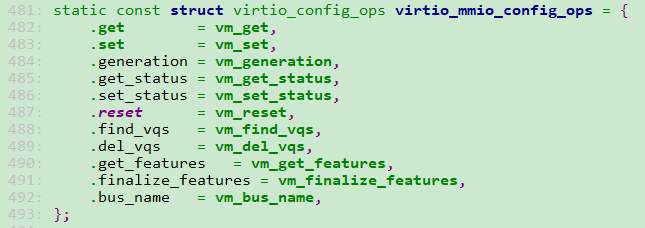 481: static const struct virtio_config_ops virtio_mmio_config_ops = {
482:     .get         = vm_get,
483:     .set         = vm_set,
484:     .generation = vm_generation,
485:     .get_status = vm_get_status,
486:     .set_status = vm_set_status,
487:     .reset       = vm_reset,
488:     .find_vqs   = vm_find_vqs,
489:     .del_vqs    = vm_del_vqs,
490:     .get_features   = vm_get_features,
491:     .finalize_features = vm_finalize_features,
492:     .bus_name   = vm_bus_name,
493: };